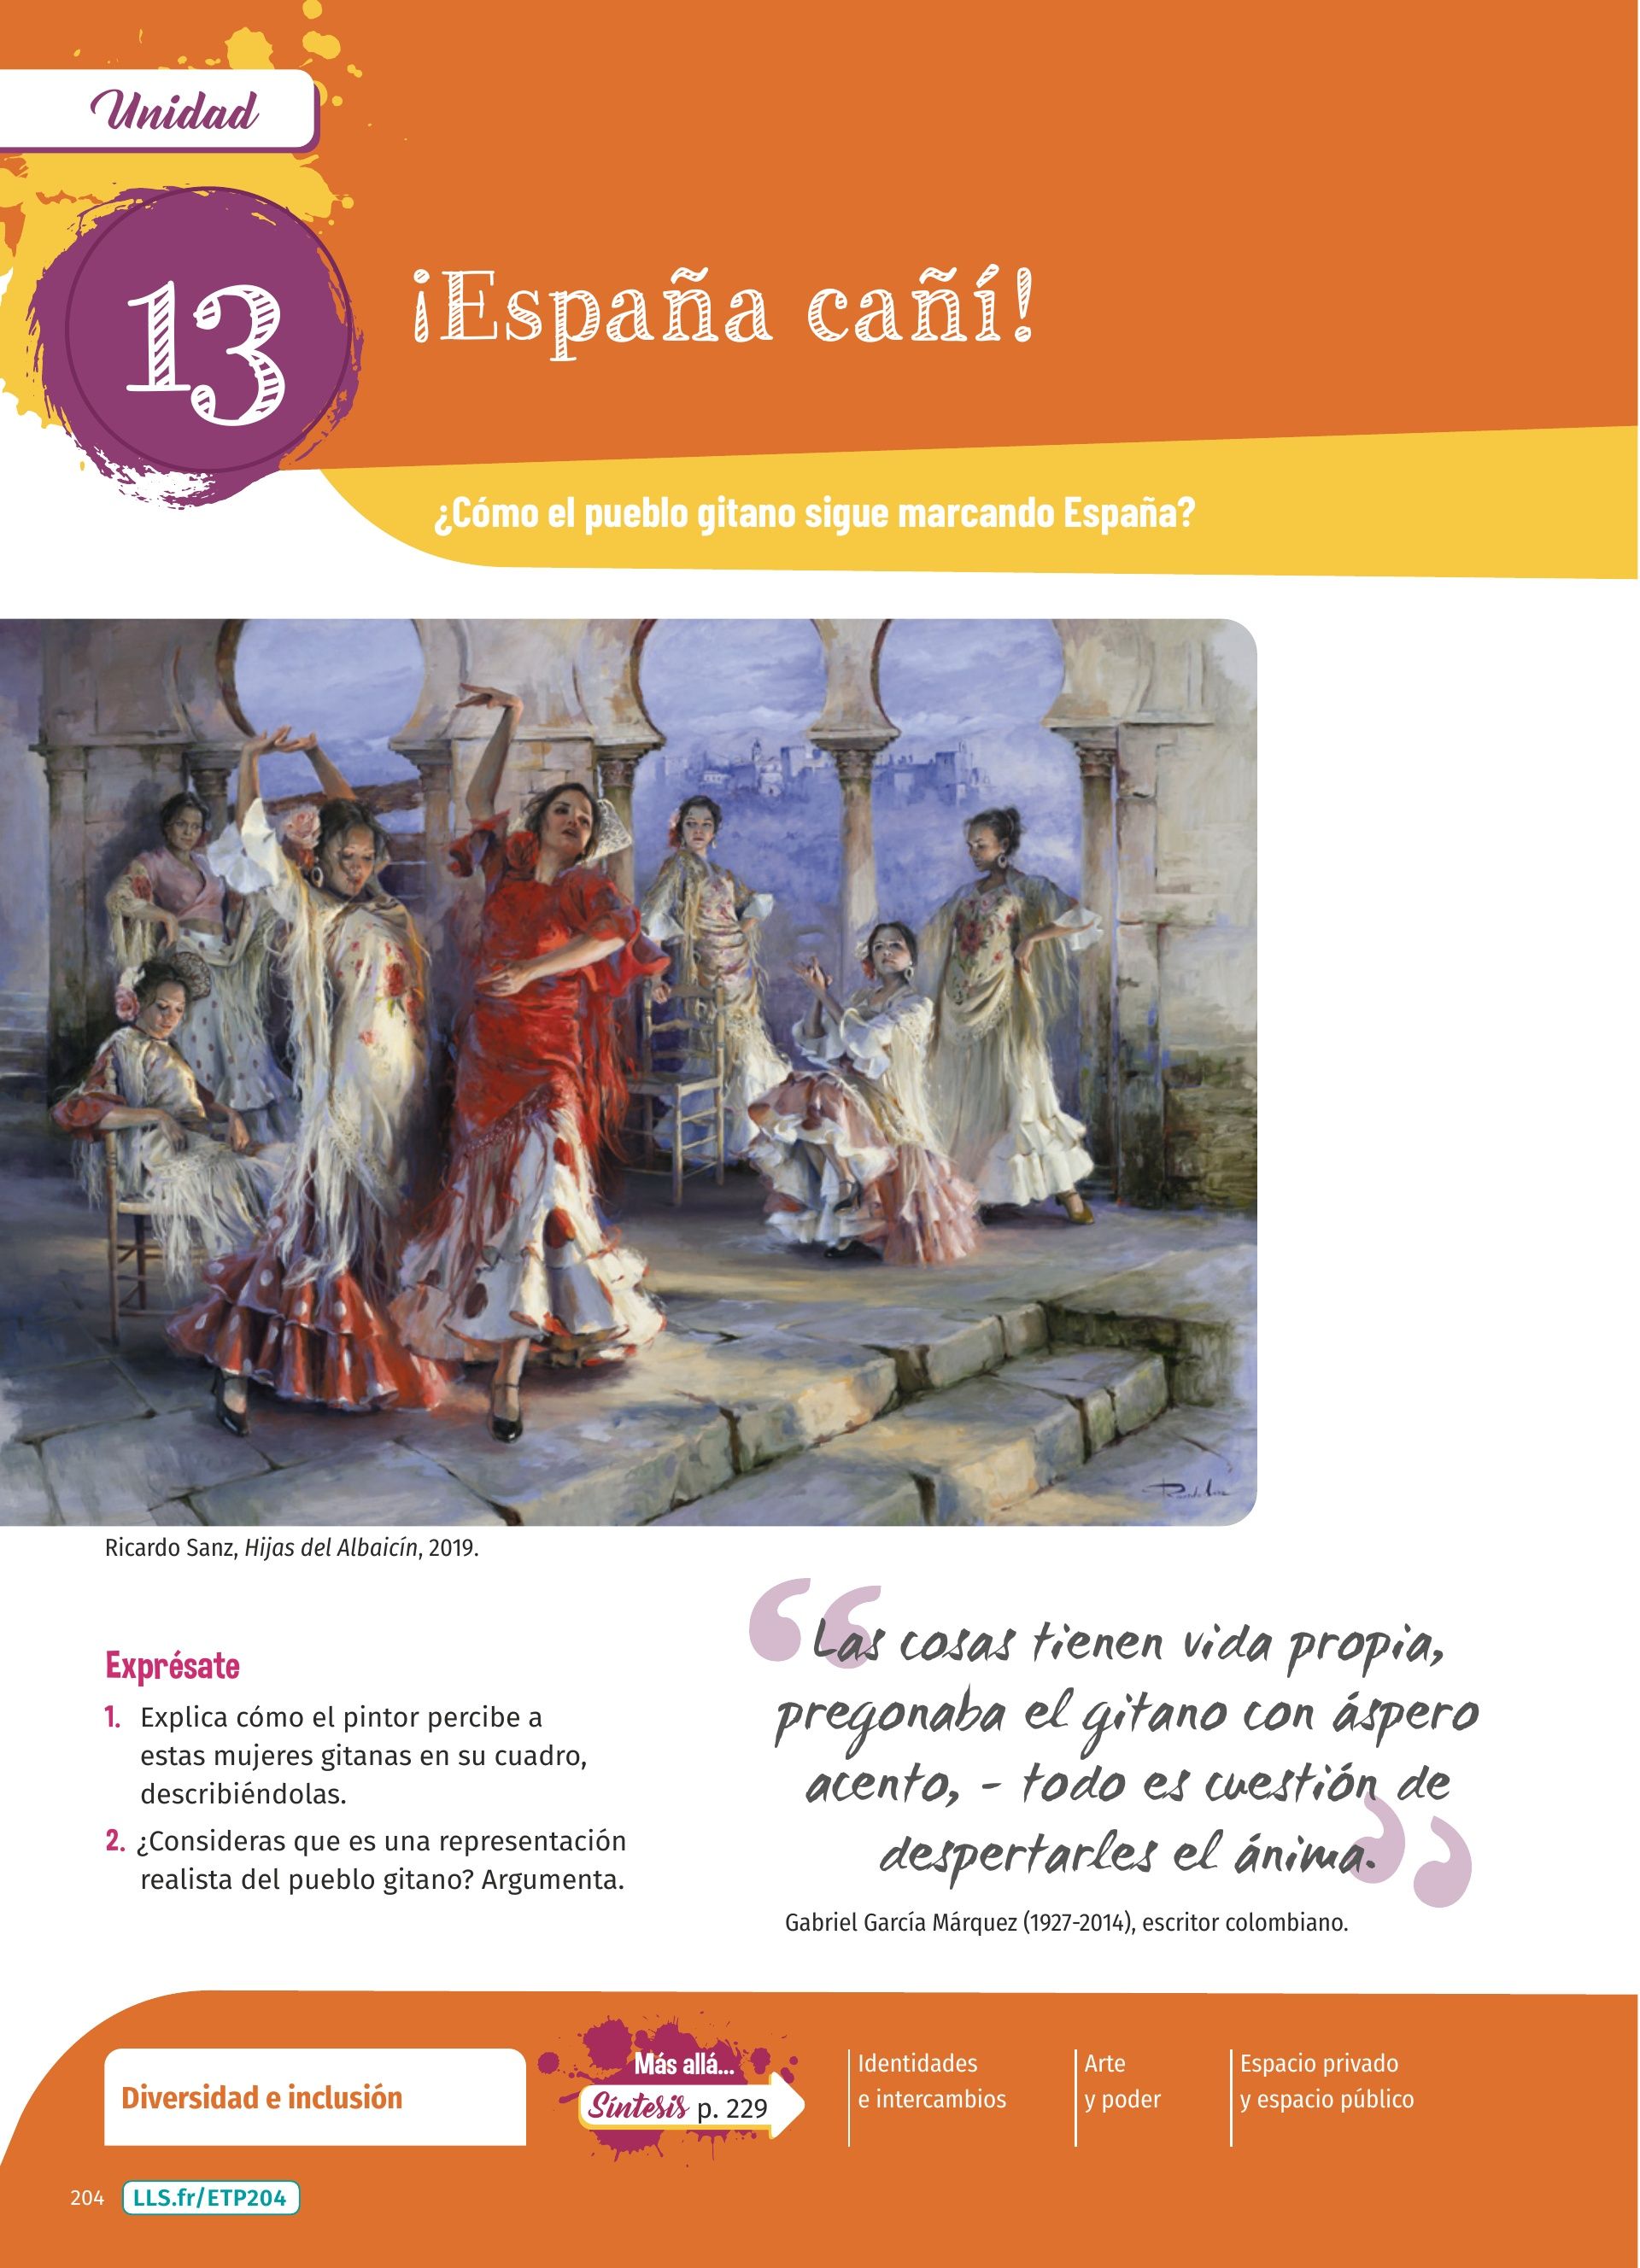 Unidad
13
¡España cañí!
¿Cómo el pueblo gitano sigue marcando España?
Ricardo Sanz, Hijas del Albaicín, 2019.
Exprésate
1. Explica cómo el pintor percibe a
estas mujeres gitanas en su cuadro,
describiéndolas.
2. ¿Consideras que es una representación
realista del pueblo gitano? Argumenta.
“Las cosas tienen vida propia,
pregonaba el gitano con áspero
acento, - todo es cuestión de
despertarles el ánima.”
Gabriel García Márquez (1927-2014), escritor colombiano.
Diversidad e inclusión
Más allá...
Síntesis p. 229
Identidades
e intercambios
Arte
y poder
Espacio privado
y espacio público
204 LLS.fr/ETP204